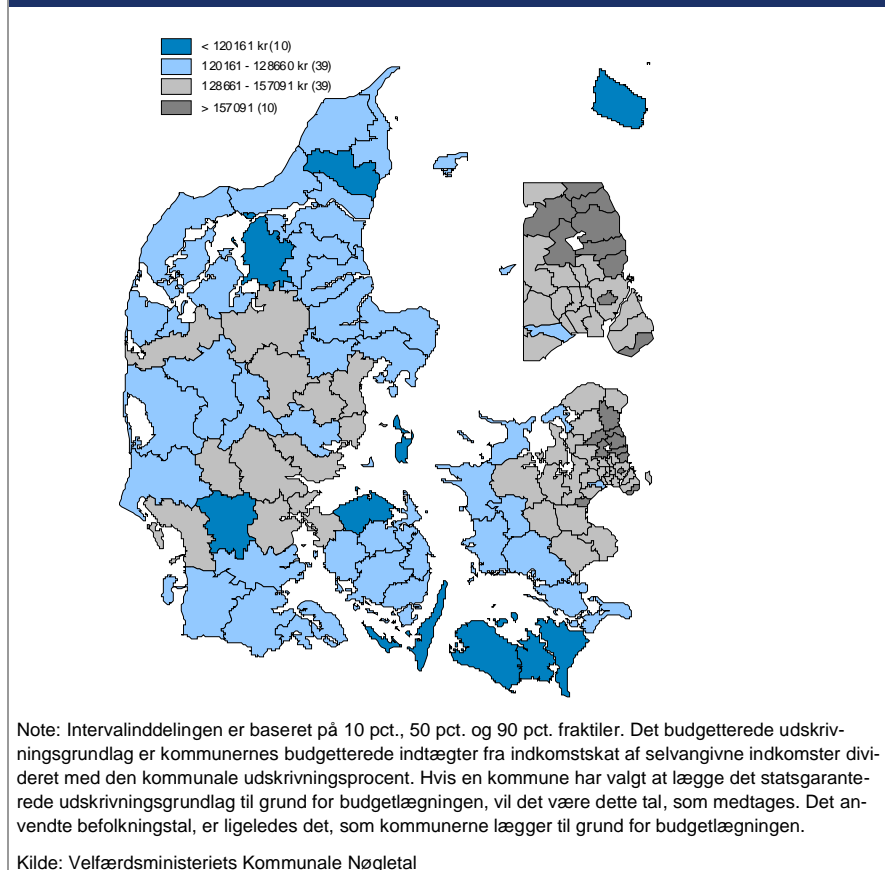 < 120161 kr (10)
120161 - 128660 kr (39)
128661 - 157091 kr (39)
> 157091 (10)
Note: Intervalinddelingen er baseret på 10 pct., 50 pct. og 90 pct. fraktiler. Det budgetterede udskriv-
ningsgrundlag er kommunernes budgetterede indtægter fra indkomstskat af selvangivne indkomster divi-
deret med den kommunale udskrivningsprocent. Hvis en kommune har valgt at lægge det statsgarante-
rede udskrivningsgrundlag til grund for budgetlægningen, vil det være dette tal, som medtages. Det an-
vendte befolkningstal, er ligeledes det, som kommunerne lægger til grund for budgetlægningen.
Kilde: Velfærdsministeriets Kommunale Nøgletal